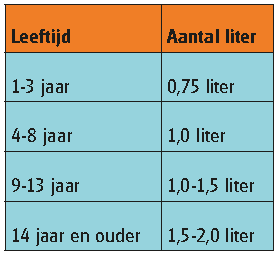 Leeftijd Aantal liter
1-3 jaar 0,75 liter
4-8 jaar 1,0 liter
9-13 jaar 1,0-1,5 liter
14 jaar en ouder 1,5-2,0 liter